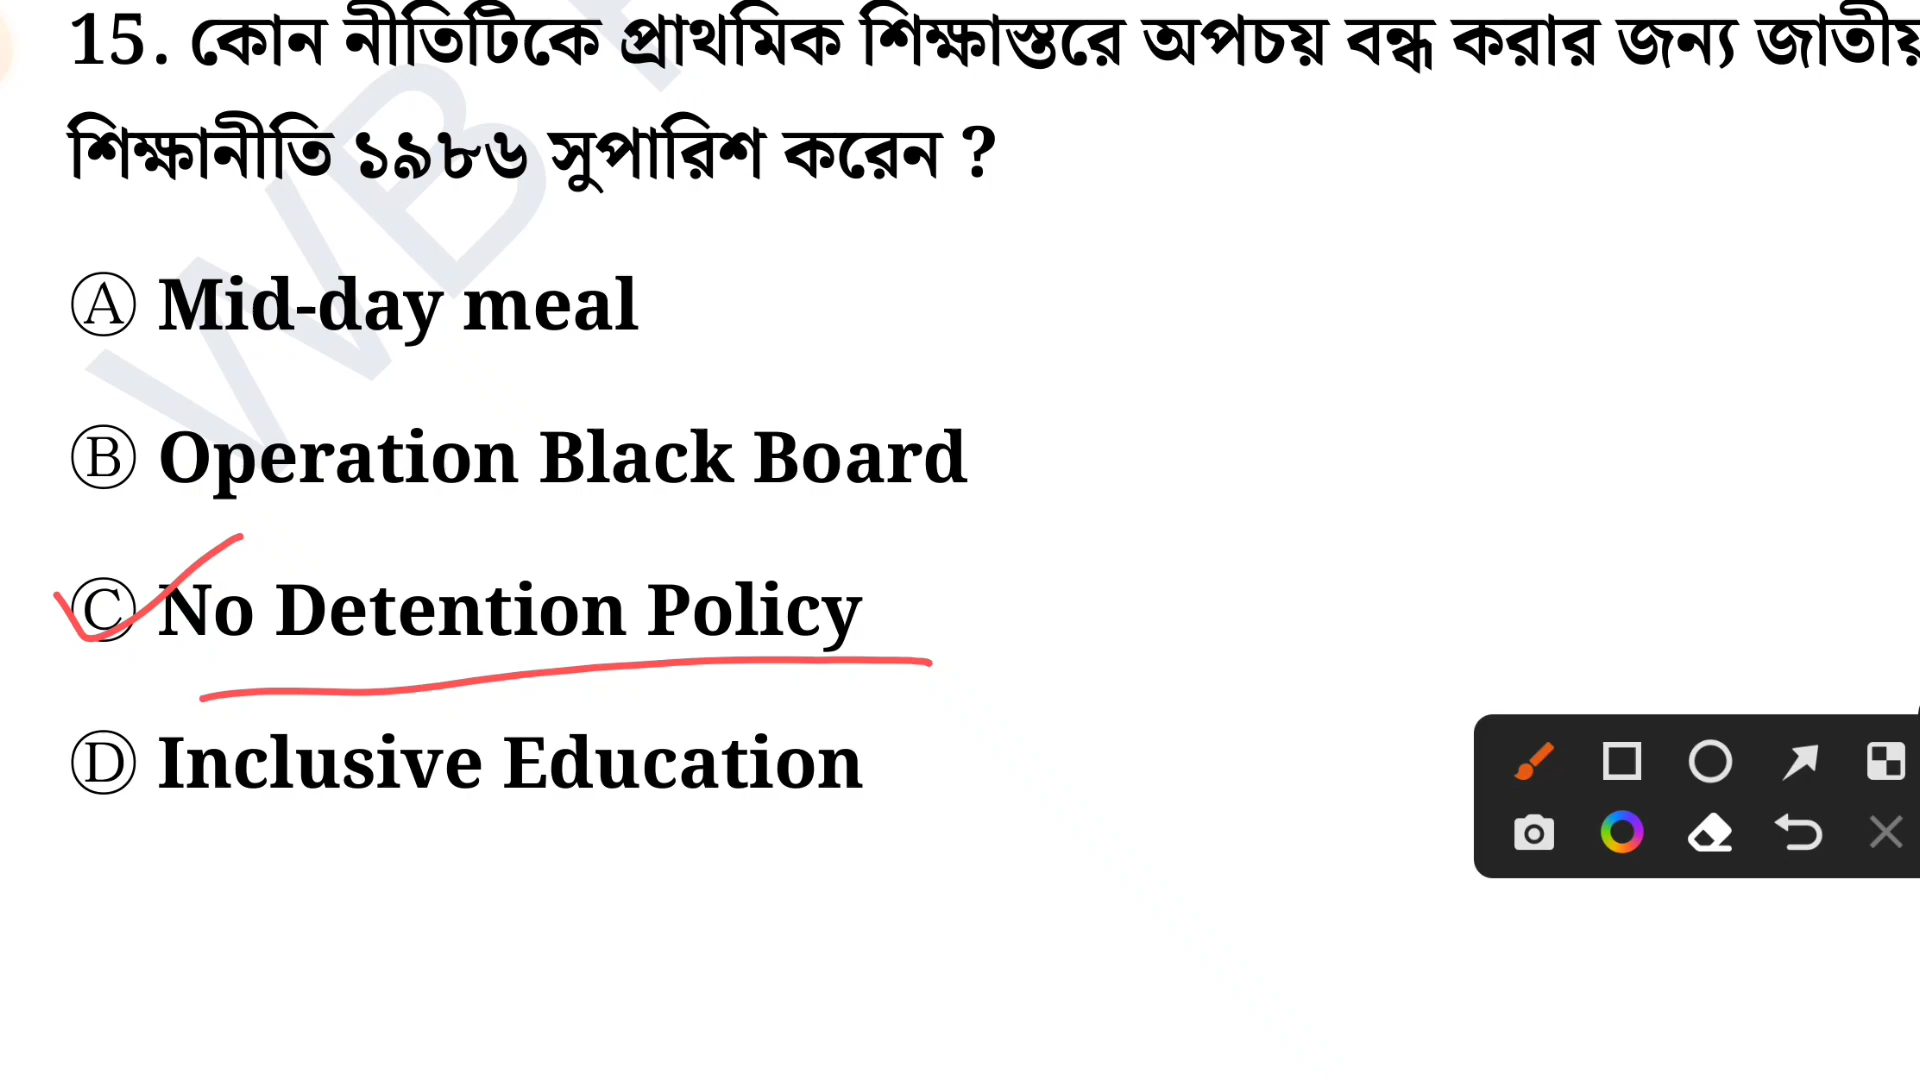 15. কোন নীতিটিকে প্রাথমিক শিক্ষাস্তরে অপচয় বন্ধ করার জন্য জাতীয়
শিক্ষানীতি ১৯৮৬ সুপারিশ করেন ?
Ⓐ Mid-day meal
Ⓑ Operation Black Board
Ⓒ No Detention Policy
Ⓓ Inclusive Education
WB